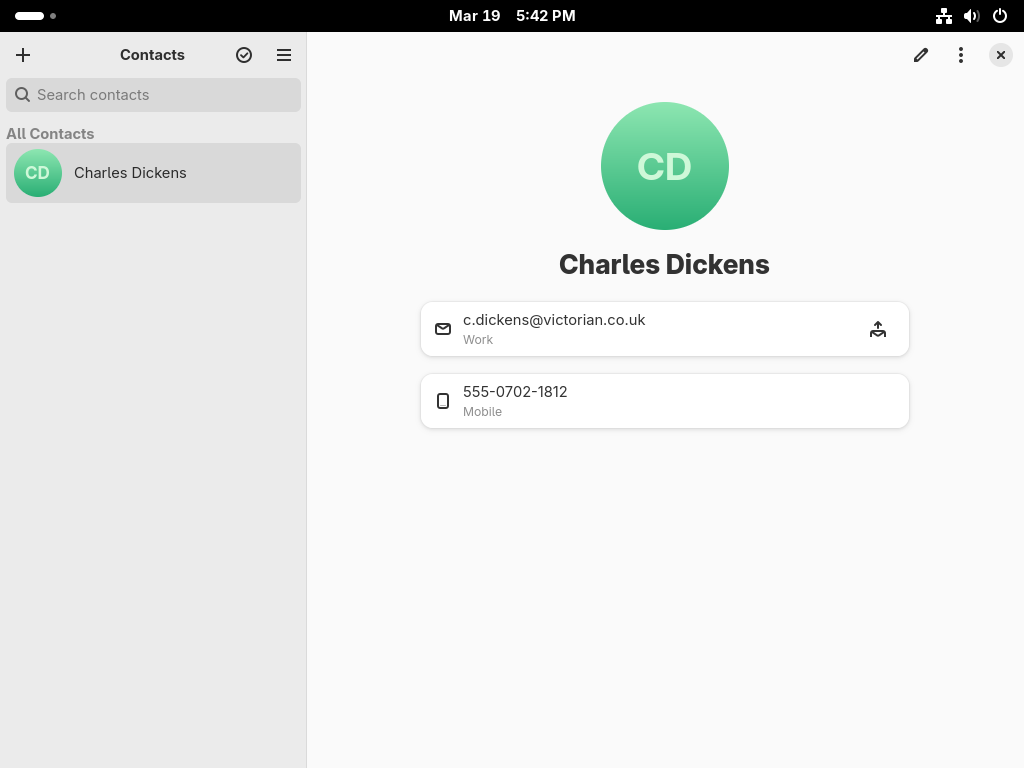 Mar 19 5:42 PM
Contacts
Search contacts
All Contacts
CD
Charles Dickens
CD
Charles Dickens
c.dickens@victorian.co.uk
Work
555-0702-1812
Mobile